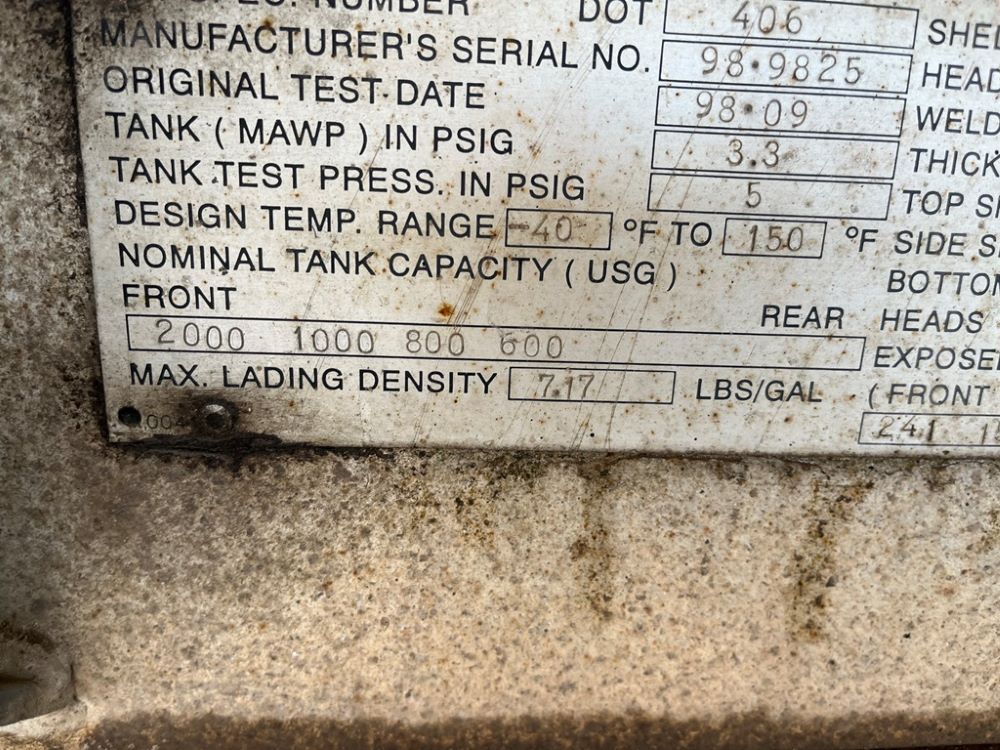 SPEC. NUMBER DOT 406
MANUFACTURER'S SERIAL NO. 98·9825
ORIGINAL TEST DATE 98·09
TANK ( MAWP ) IN PSIG 3.3
TANK TEST PRESS. IN PSIG 5
DESIGN TEMP. RANGE -40 °F TO 150 °F
NOMINAL TANK CAPACITY ( USG )
FRONT REAR
2000 1000 800 600
MAX. LADING DENSITY 7.17 LBS/GAL
SHEL
HEAD
WELD
THICK
TOP S
SIDE S
BOTTOM
HEADS
EXPOSE
( FRONT
241 1